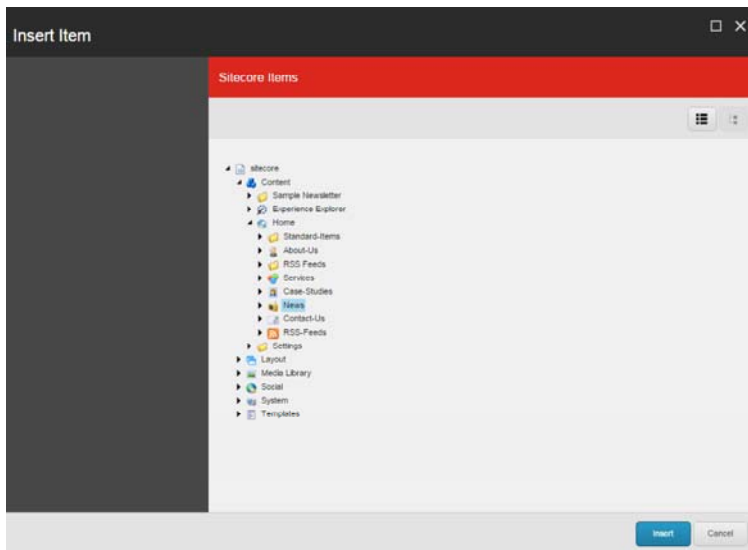 Insert Item
Sitecore Items
sitecore
Content
Sample Newsletter
Experience Explorer
Home
Standard-Items
About-Us
RSS Feeds
Services
Case-Studies
News
Contact-Us
RSS-Feeds
Settings
Layout
Media Library
Social
System
Templates
Insert
Cancel